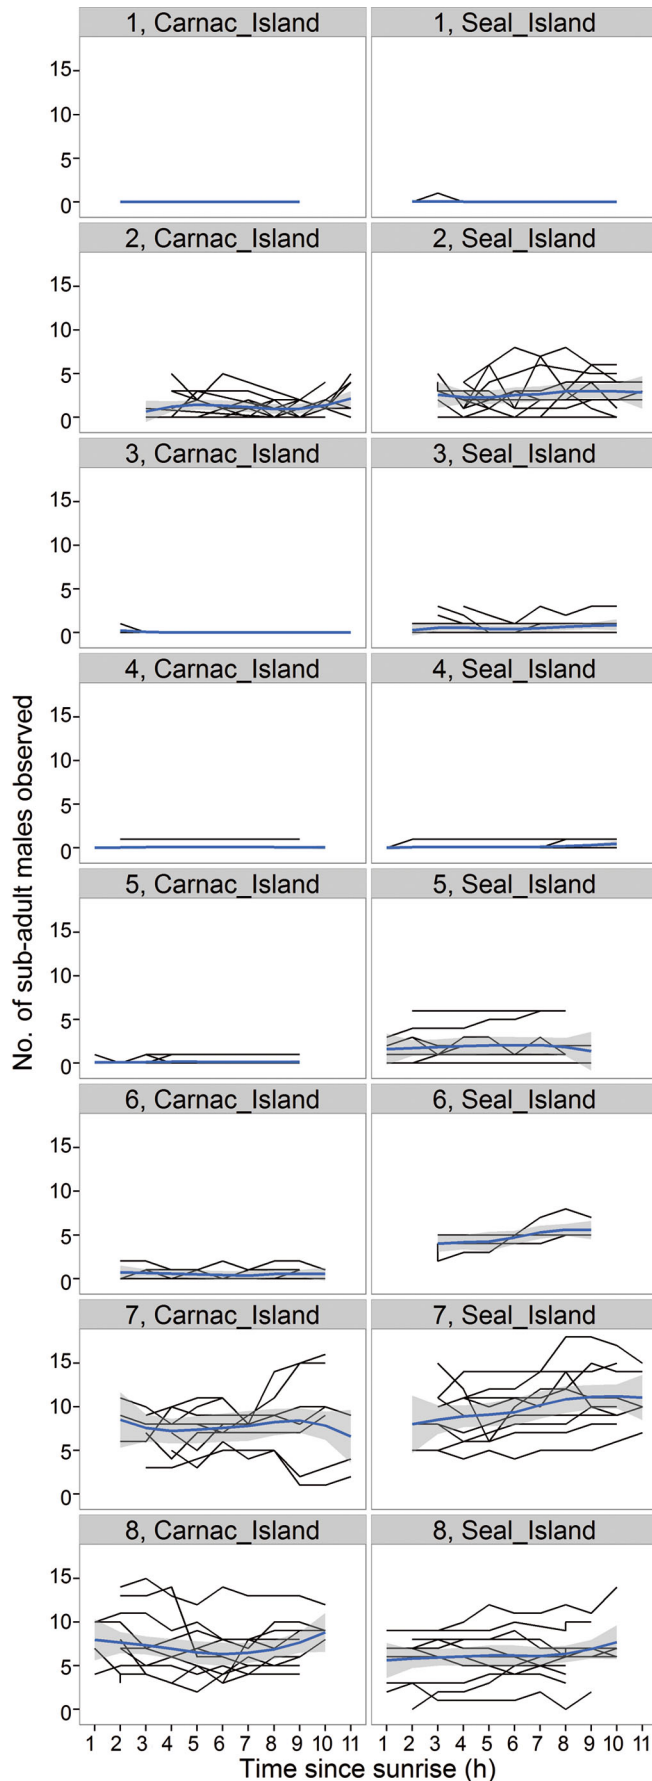 1, Carnac_Island 1, Seal_Island
15
10
5
0
2, Carnac_Island 2, Seal_Island
15
10
5
0
3, Carnac_Island 3, Seal_Island
15
10
5
0
4, Carnac_Island 4, Seal_Island
15
10
5
0
No. of sub-adult males observed
5, Carnac_Island 5, Seal_Island
15
10
5
0
6, Carnac_Island 6, Seal_Island
15
10
5
0
7, Carnac_Island 7, Seal_Island
15
10
5
0
8, Carnac_Island 8, Seal_Island
15
10
5
0
1 2 3 4 5 6 7 8 9 10 11 1 2 3 4 5 6 7 8 9 10 11
Time since sunrise (h)